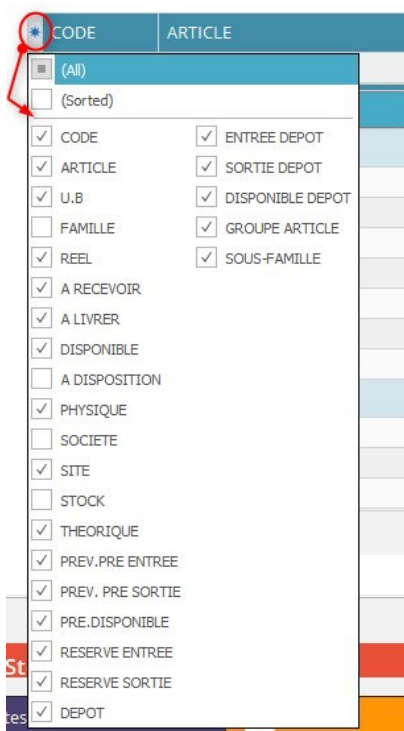 CODE ARTICLE
(All)
(Sorted)
CODE
ARTICLE
U.B
FAMILLE
REEL
A RECEVOIR
A LIVRER
DISPONIBLE
A DISPOSITION
PHYSIQUE
SOCIETE
SITE
STOCK
THEORIQUE
PREV.PRE ENTREE
PREV. PRE SORTIE
PRE.DISPONIBLE
RESERVE ENTREE
RESERVE SORTIE
DEPOT
ENTREE DEPOT
SORTIE DEPOT
DISPONIBLE DEPOT
GROUPE ARTICLE
SOUS-FAMILLE
St
tes